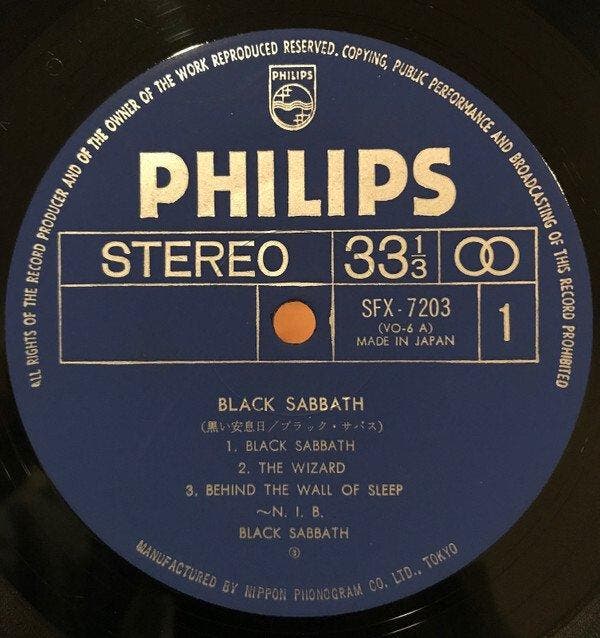 ALL RIGHTS OF THE RECORD PRODUCER AND OF THE OWNER OF THE WORK REPRODUCED RESERVED. COPYING, PUBLIC PERFORMANCE AND BROADCASTING OF THIS RECORD PROHIBITED
PHILIPS
PHILIPS
STEREO
33⅓
SFX-7203
(VO-6 A)
MADE IN JAPAN
1
BLACK SABBATH
(黒い安息日/ブラック・サバス)
1. BLACK SABBATH
2. THE WIZARD
3. BEHIND THE WALL OF SLEEP
~N. I. B.
BLACK SABBATH
MANUFACTURED BY NIPPON PHONOGRAM CO. LTD., TOKYO